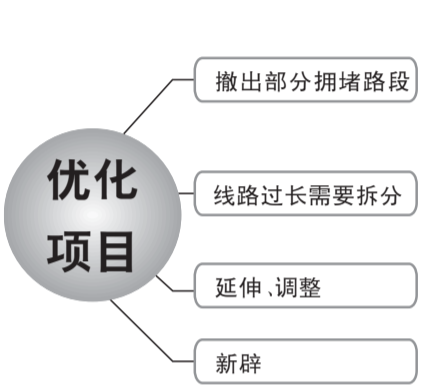 优化
项目
撤出部分拥堵路段
线路过长需要拆分
延伸、调整
新辟